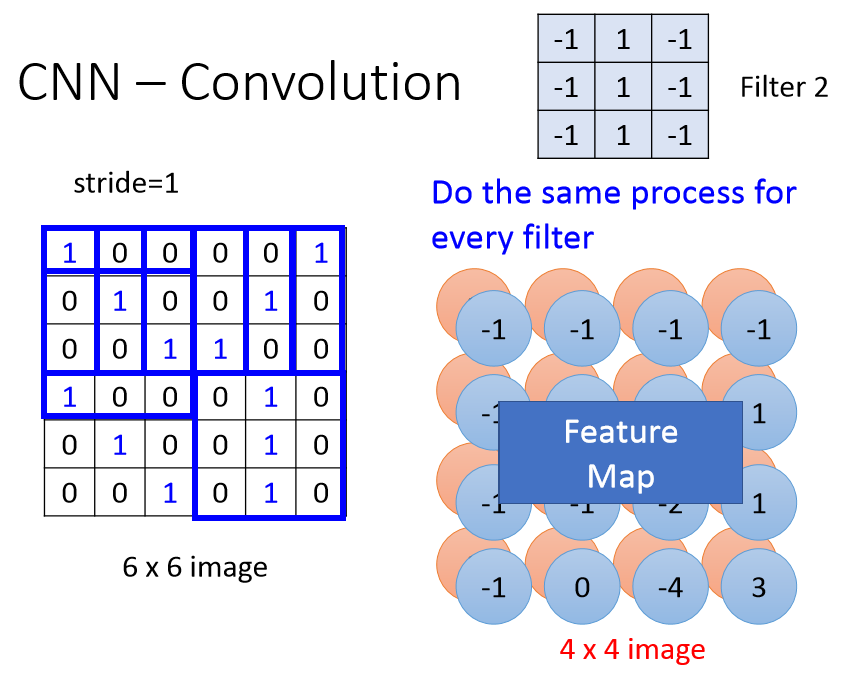 CNN – Convolution
-1 1 -1
-1 1 -1
-1 1 -1
Filter 2
stride=1
1 0 0 0 0 1
0 1 0 0 1 0
0 0 1 1 0 0
1 0 0 0 1 0
0 1 0 0 1 0
0 0 1 0 1 0
6 x 6 image
Do the same process for
every filter
-1 -1 -1 -1
-1 1
Feature
Map
-1 -1 -2 1
-1 0 -4 3
4 x 4 image